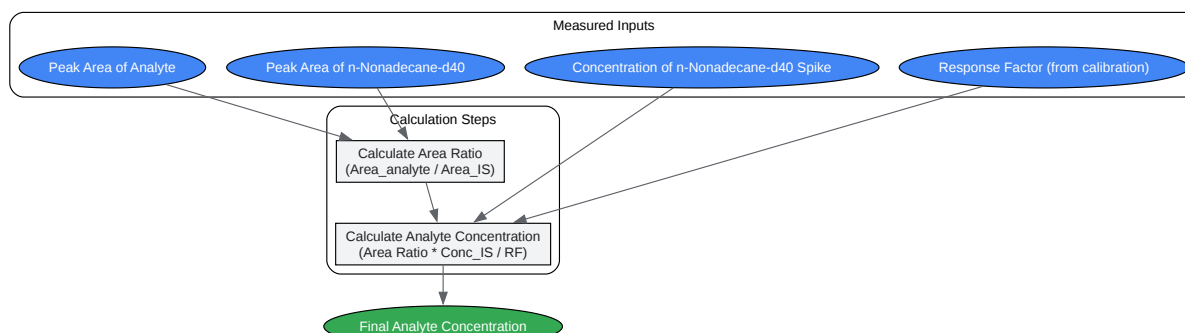 Measured Inputs
Peak Area of Analyte
Peak Area of n-Nonadecane-d40
Concentration of n-Nonadecane-d40 Spike
Response Factor (from calibration)
Calculation Steps
Calculate Area Ratio
(Area_analyte / Area_IS)
Calculate Analyte Concentration
(Area Ratio * Conc_IS / RF)
Final Analyte Concentration